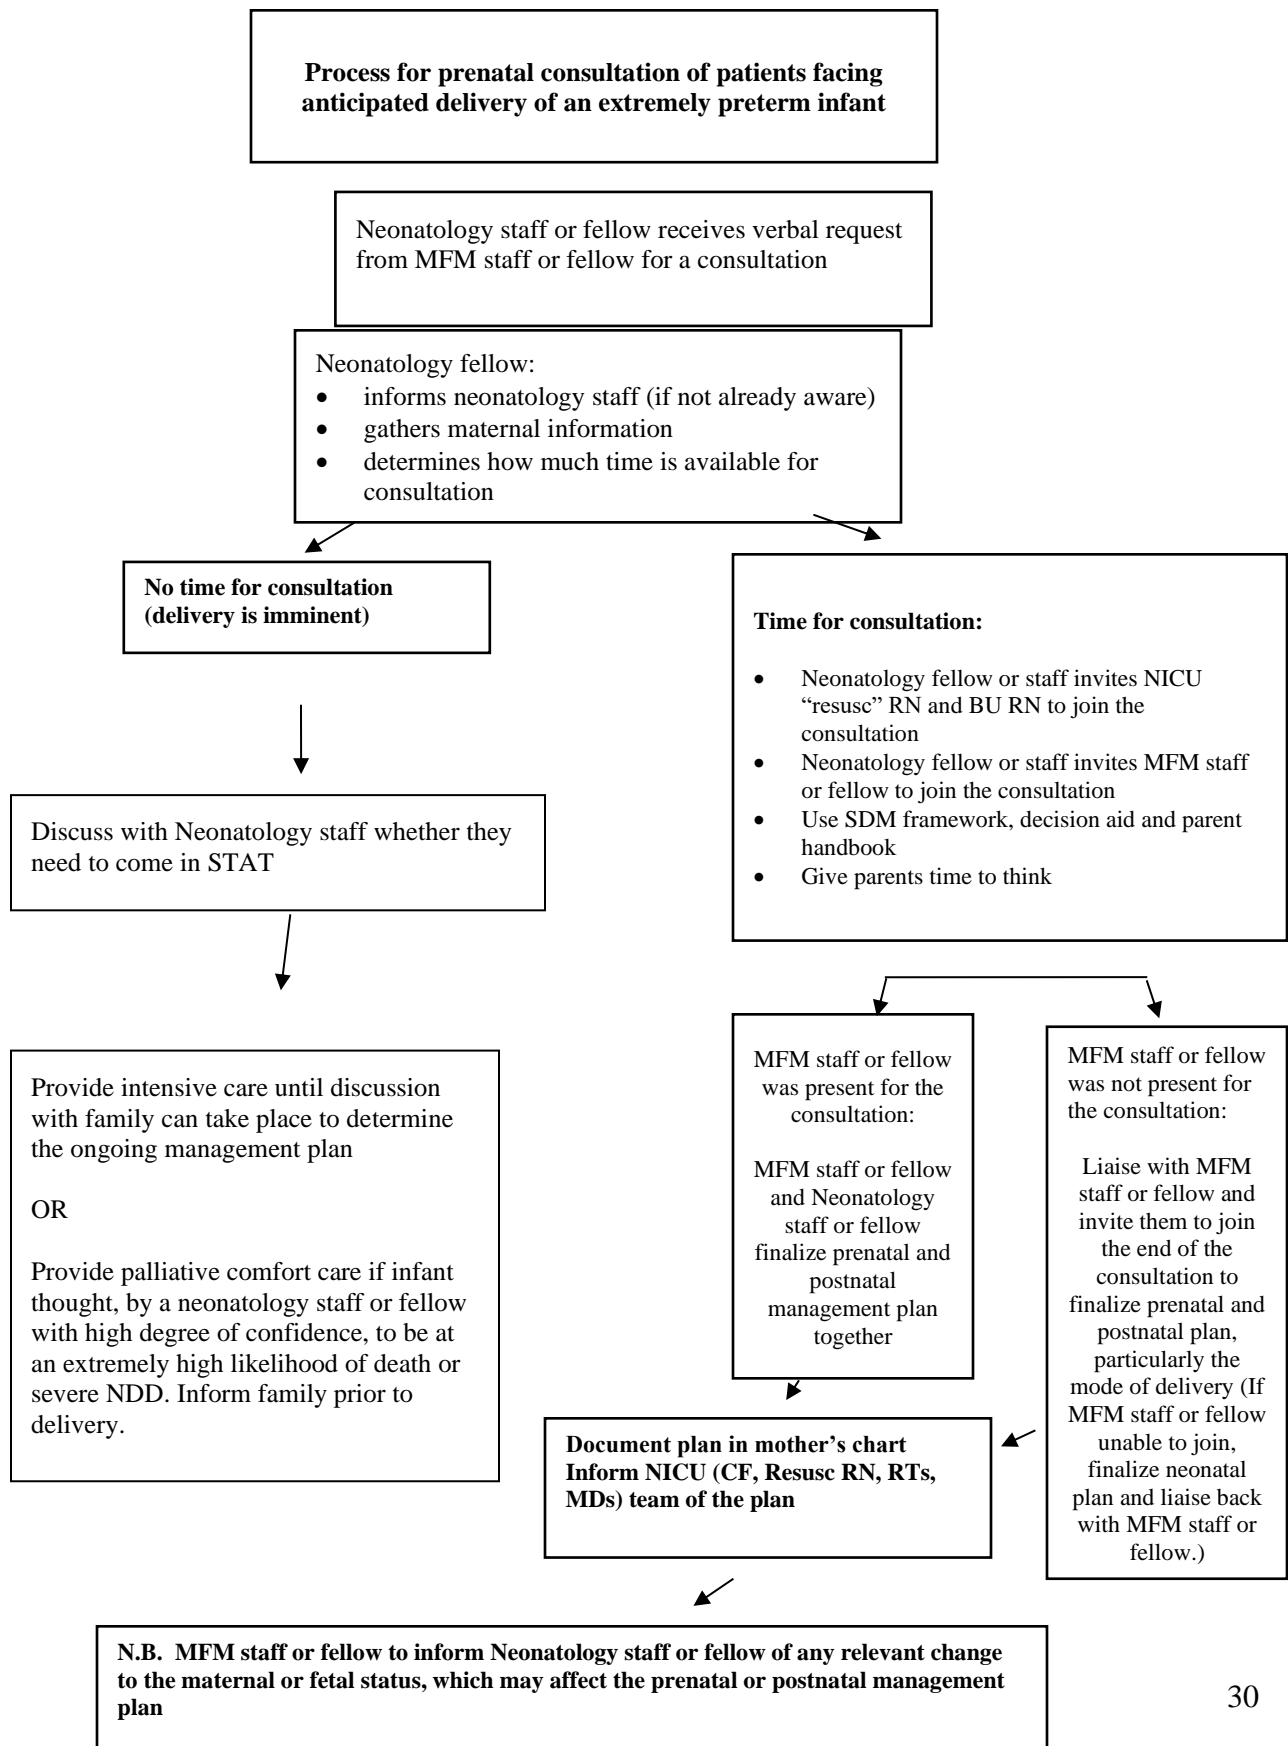 Process for prenatal consultation of patients facing
anticipated delivery of an extremely preterm infant
Neonatology staff or fellow receives verbal request
from MFM staff or fellow for a consultation
Neonatology fellow:
• informs neonatology staff (if not already aware)
• gathers maternal information
• determines how much time is available for
consultation
No time for consultation
(delivery is imminent)
Discuss with Neonatology staff whether they
need to come in STAT
Provide intensive care until discussion
with family can take place to determine
the ongoing management plan
OR
Provide palliative comfort care if infant
thought, by a neonatology staff or fellow
with high degree of confidence, to be at
an extremely high likelihood of death or
severe NDD. Inform family prior to
delivery.
Time for consultation:
• Neonatology fellow or staff invites NICU
“resusc” RN and BU RN to join the
consultation
• Neonatology fellow or staff invites MFM staff
or fellow to join the consultation
• Use SDM framework, decision aid and parent
handbook
• Give parents time to think
MFM staff or fellow
was present for the
consultation:
MFM staff or fellow
and Neonatology
staff or fellow
finalize prenatal and
postnatal
management plan
together
MFM staff or fellow
was not present for
the consultation:
Liaise with MFM
staff or fellow and
invite them to join
the end of the
consultation to
finalize prenatal and
postnatal plan,
particularly the
mode of delivery (If
MFM staff or fellow
unable to join,
finalize neonatal
plan and liaise back
with MFM staff or
fellow.)
Document plan in mother’s chart
Inform NICU (CF, Resusc RN, RTs,
MDs) team of the plan
N.B. MFM staff or fellow to inform Neonatology staff or fellow of any relevant change
to the maternal or fetal status, which may affect the prenatal or postnatal management
plan
30